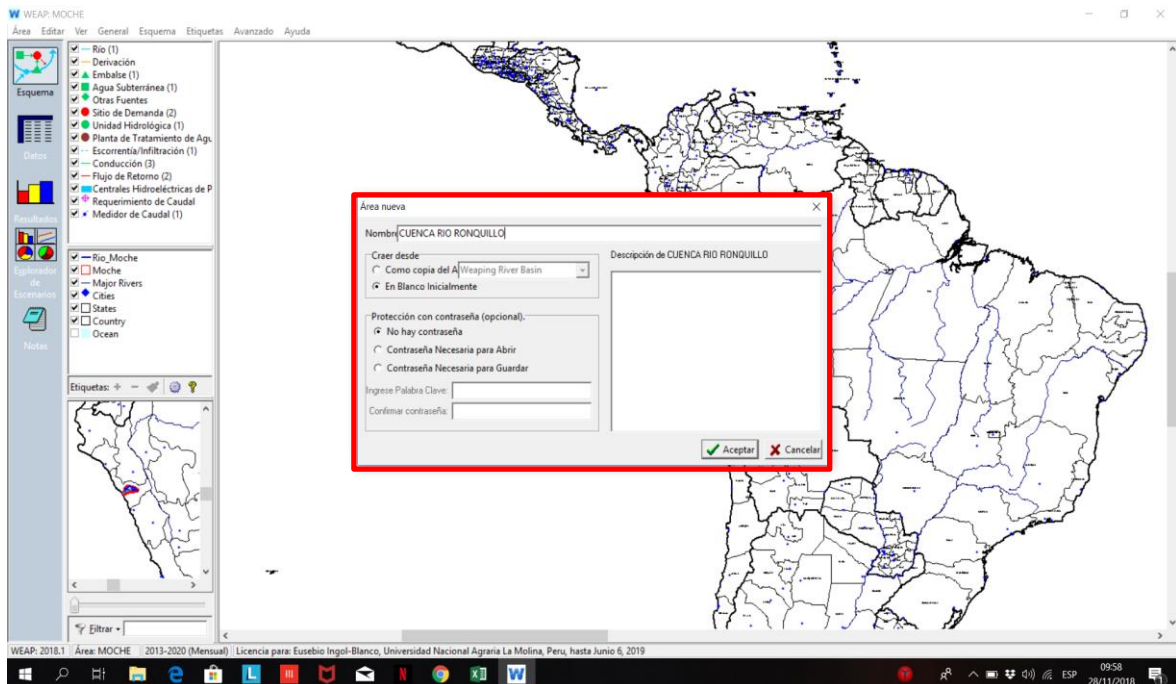 WEAP: MOCHE
Área Editar Ver General Esquema Etiquetas Avanzado Ayuda
Esquema
Datos
Resultados
Explorador
de
Escenarios
Notas
Río (1)
Derivación
Embalse (1)
Agua Subterránea (1)
Otras Fuentes
Sitio de Demanda (2)
Unidad Hidrológica (1)
Planta de Tratamiento de Agu
Escorrentía/Infiltración (1)
Conducción (3)
Flujo de Retorno (2)
Centrales Hidroeléctricas de P
Requerimiento de Caudal
Medidor de Caudal (1)
Rio_Moche
Moche
Major Rivers
Cities
States
Country
Ocean
Etiquetas:
Filtrar
Área nueva
Nombre CUENCA RIO RONQUILLO
Craer desde
Como copia del A Weaping River Basin
En Blanco Inicialmente
Protección con contraseña (opcional).
No hay contraseña
Contraseña Necesaria para Abrir
Contraseña Necesaria para Guardar
Ingrese Palabra Clave:
Confirmar contraseña:
Descripción de CUENCA RIO RONQUILLO
Aceptar Cancelar
WEAP: 2018.1 Área: MOCHE 2013-2020 (Mensual) Licencia para: Eusebio Ingol-Blanco, Universidad Nacional Agraria La Molina, Peru, hasta Junio 6, 2019
ESP
09:58
28/11/2018